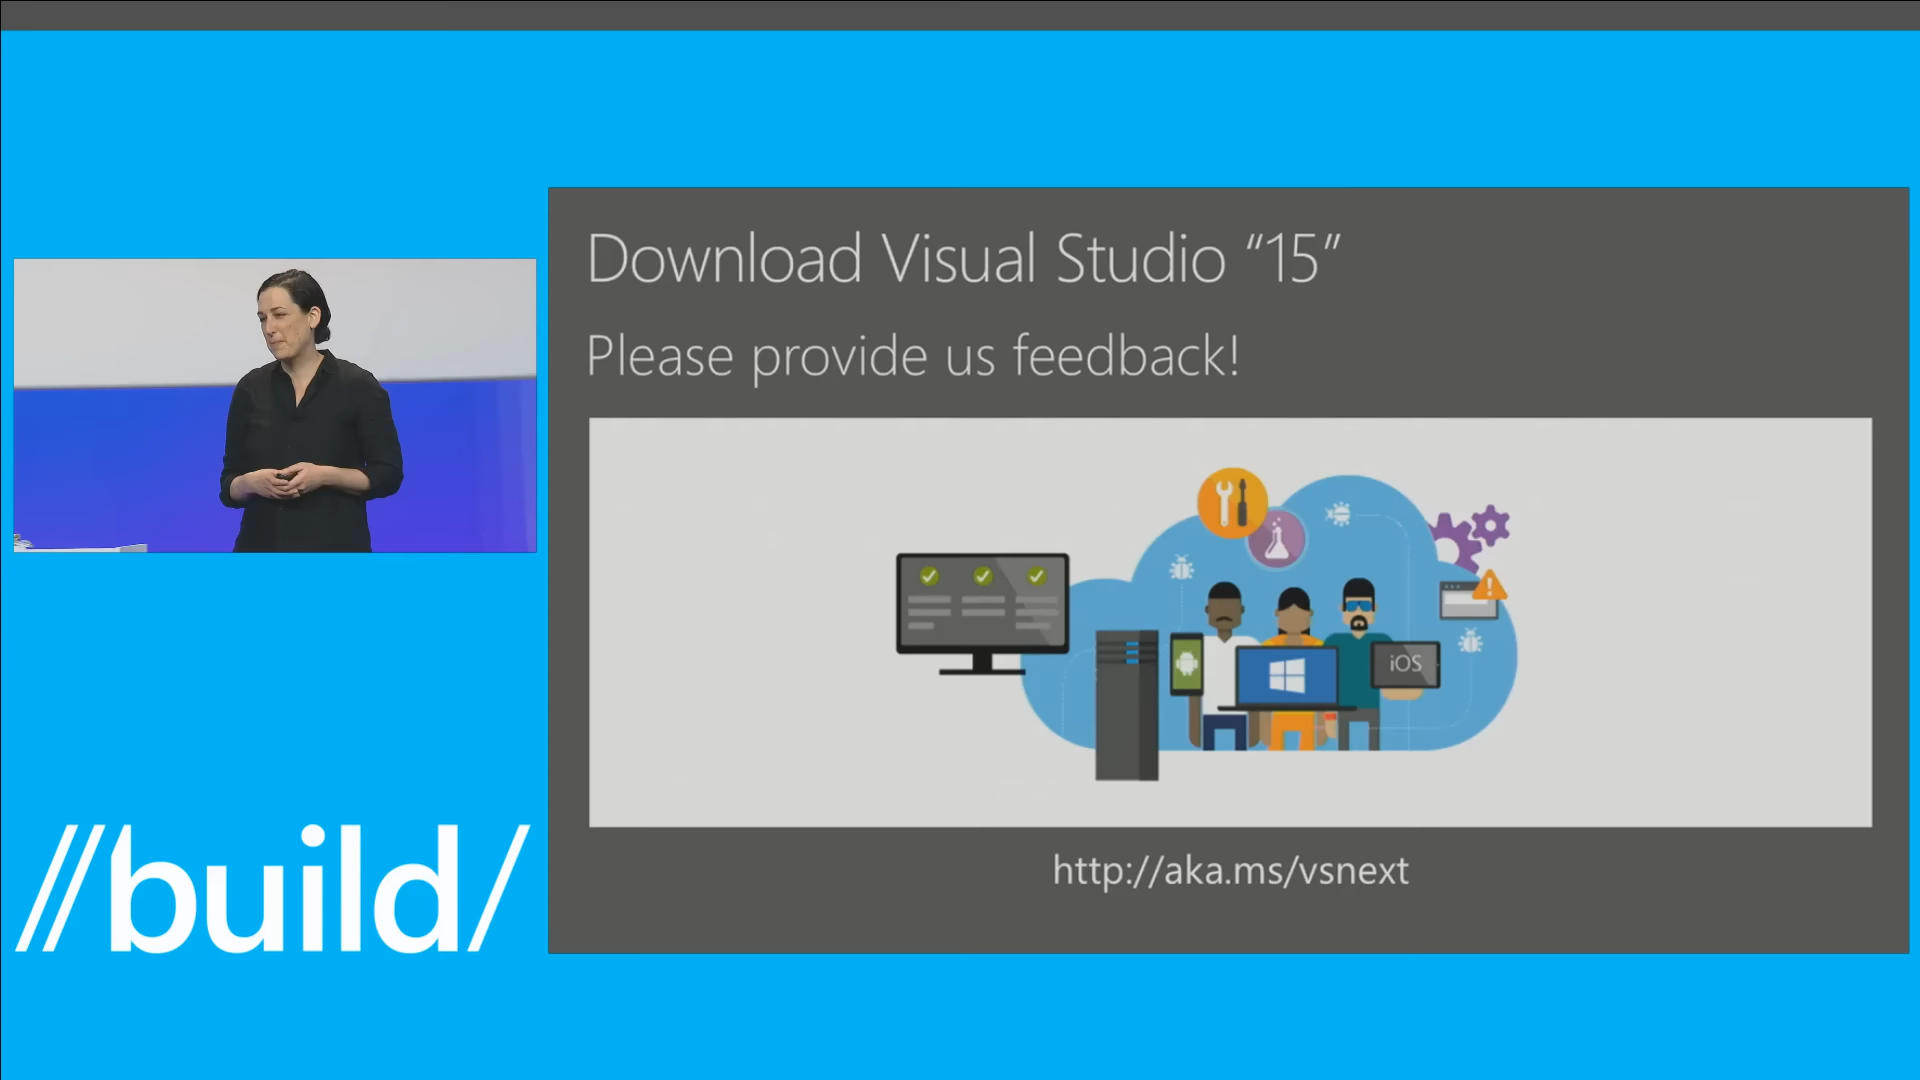 Download Visual Studio “15”
Please provide us feedback!
iOS
http://aka.ms/vsnext
//build/